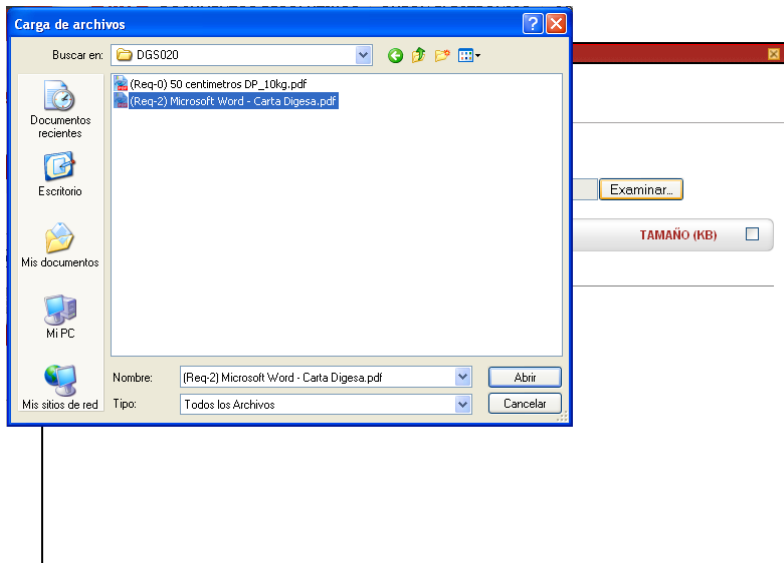 Carga de archivos
Buscar en:
DGS020
(Req-0) 50 centimetros DP_10kg.pdf
(Req-2) Microsoft Word - Carta Digesa.pdf
Documentos
recientes
Escritorio
Mis documentos
Mi PC
Mis sitios de red
Nombre:
(Req-2) Microsoft Word - Carta Digesa.pdf
Abrir
Tipo:
Todos los Archivos
Cancelar
Examinar...
TAMAÑO (KB)